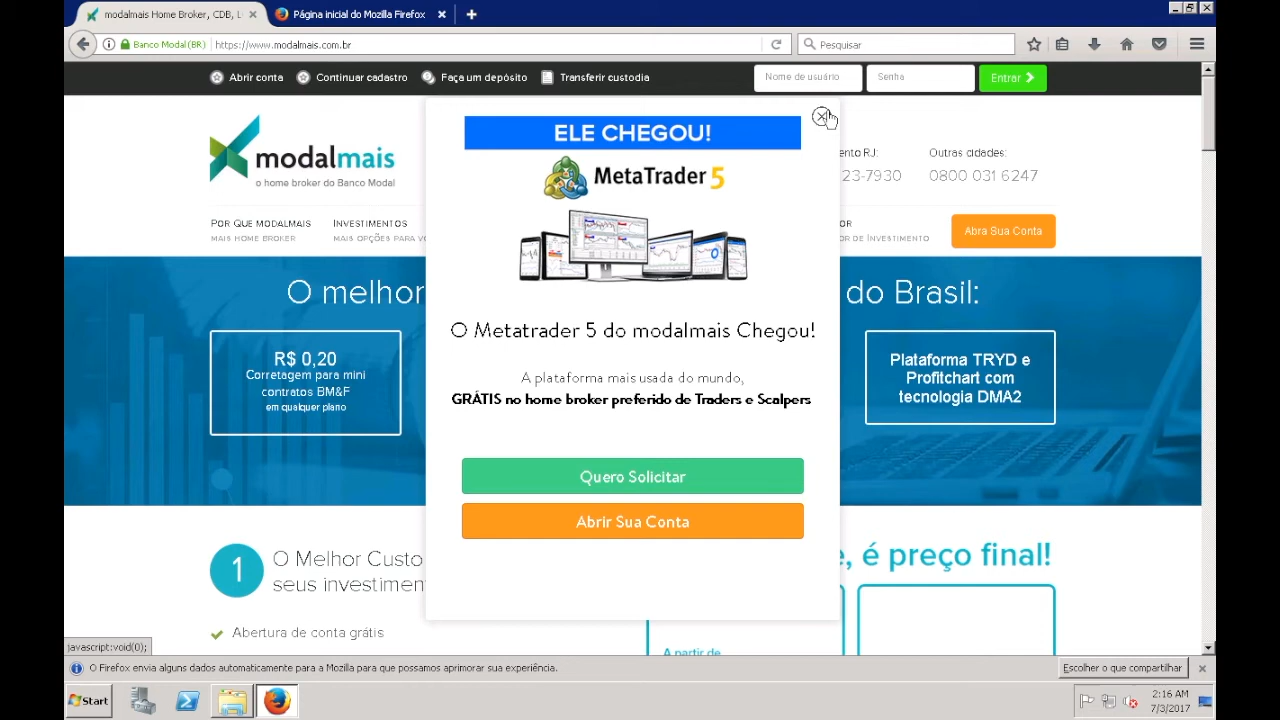 modalmais Home Broker, CDB, L
Página inicial do Mozilla Firefox
Banco Modal (BR)
https://www.modalmais.com.br
Pesquisar
Abrir conta
Continuar cadastro
Faça um depósito
Transferir custodia
Nome de usuário
Senha
Entrar
ELE CHEGOU!
modalmais
o home broker do Banco Modal
MetaTrader 5
ento RJ:
23-7930
Outras cidades:
0800 031 6247
Por Que modalmais
mais home broker
Investimentos
mais opções para v
or
or de Investimento
Abra Sua Conta
O melhor
do Brasil:
R$ 0,20
Corretagem para mini
contratos BM&F
em qualquer plano
O Metatrader 5 do modalmais Chegou!
A plataforma mais usada do mundo,
GRÁTIS no home broker preferido de Traders e Scalpers
Plataforma TRYD e
Profitchart com
tecnologia DMA2
Quero Solicitar
Abrir Sua Conta
1
O Melhor Custo
seus investimen
e, é preço final!
Abertura de conta grátis
A partir de
javascript:void(0);
O Firefox envia alguns dados automaticamente para a Mozilla para que possamos aprimorar sua experiência.
Escolher o que compartilhar
Start
2:16 AM
7/3/2017